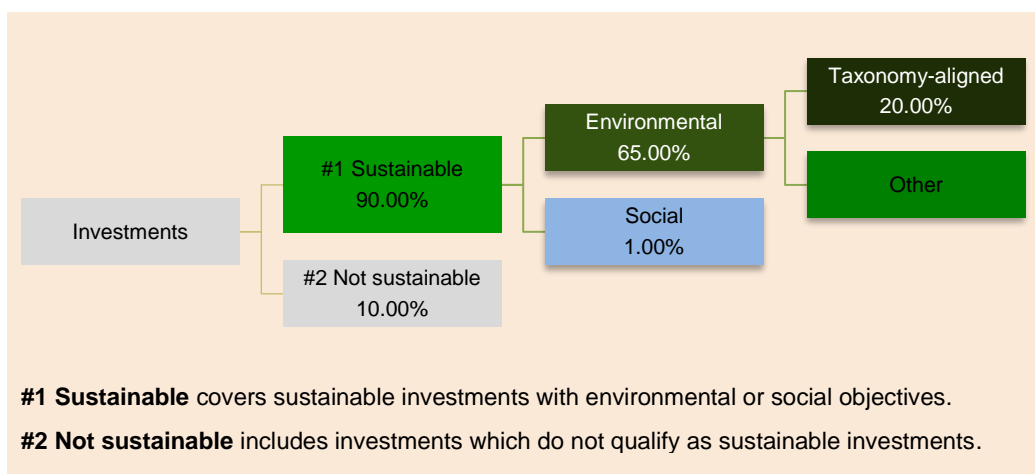 Investments
#1 Sustainable
90.00%
#2 Not sustainable
10.00%
Environmental
65.00%
Social
1.00%
Taxonomy-aligned
20.00%
Other
#1 Sustainable covers sustainable investments with environmental or social objectives.
#2 Not sustainable includes investments which do not qualify as sustainable investments.